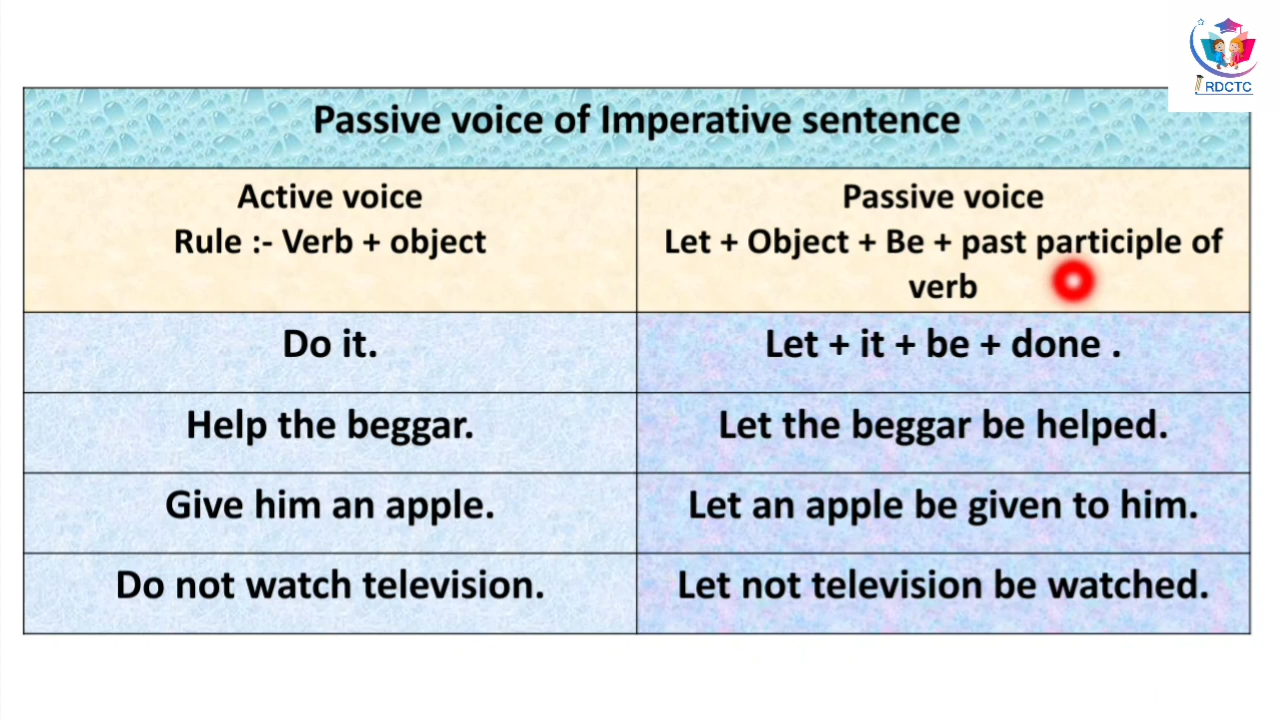 RDCTC
Passive voice of Imperative sentence
Active voice
Rule :- Verb + object
Passive voice
Let + Object + Be + past participle of
verb
Do it.
Let + it + be + done .
Help the beggar.
Let the beggar be helped.
Give him an apple.
Let an apple be given to him.
Do not watch television.
Let not television be watched.